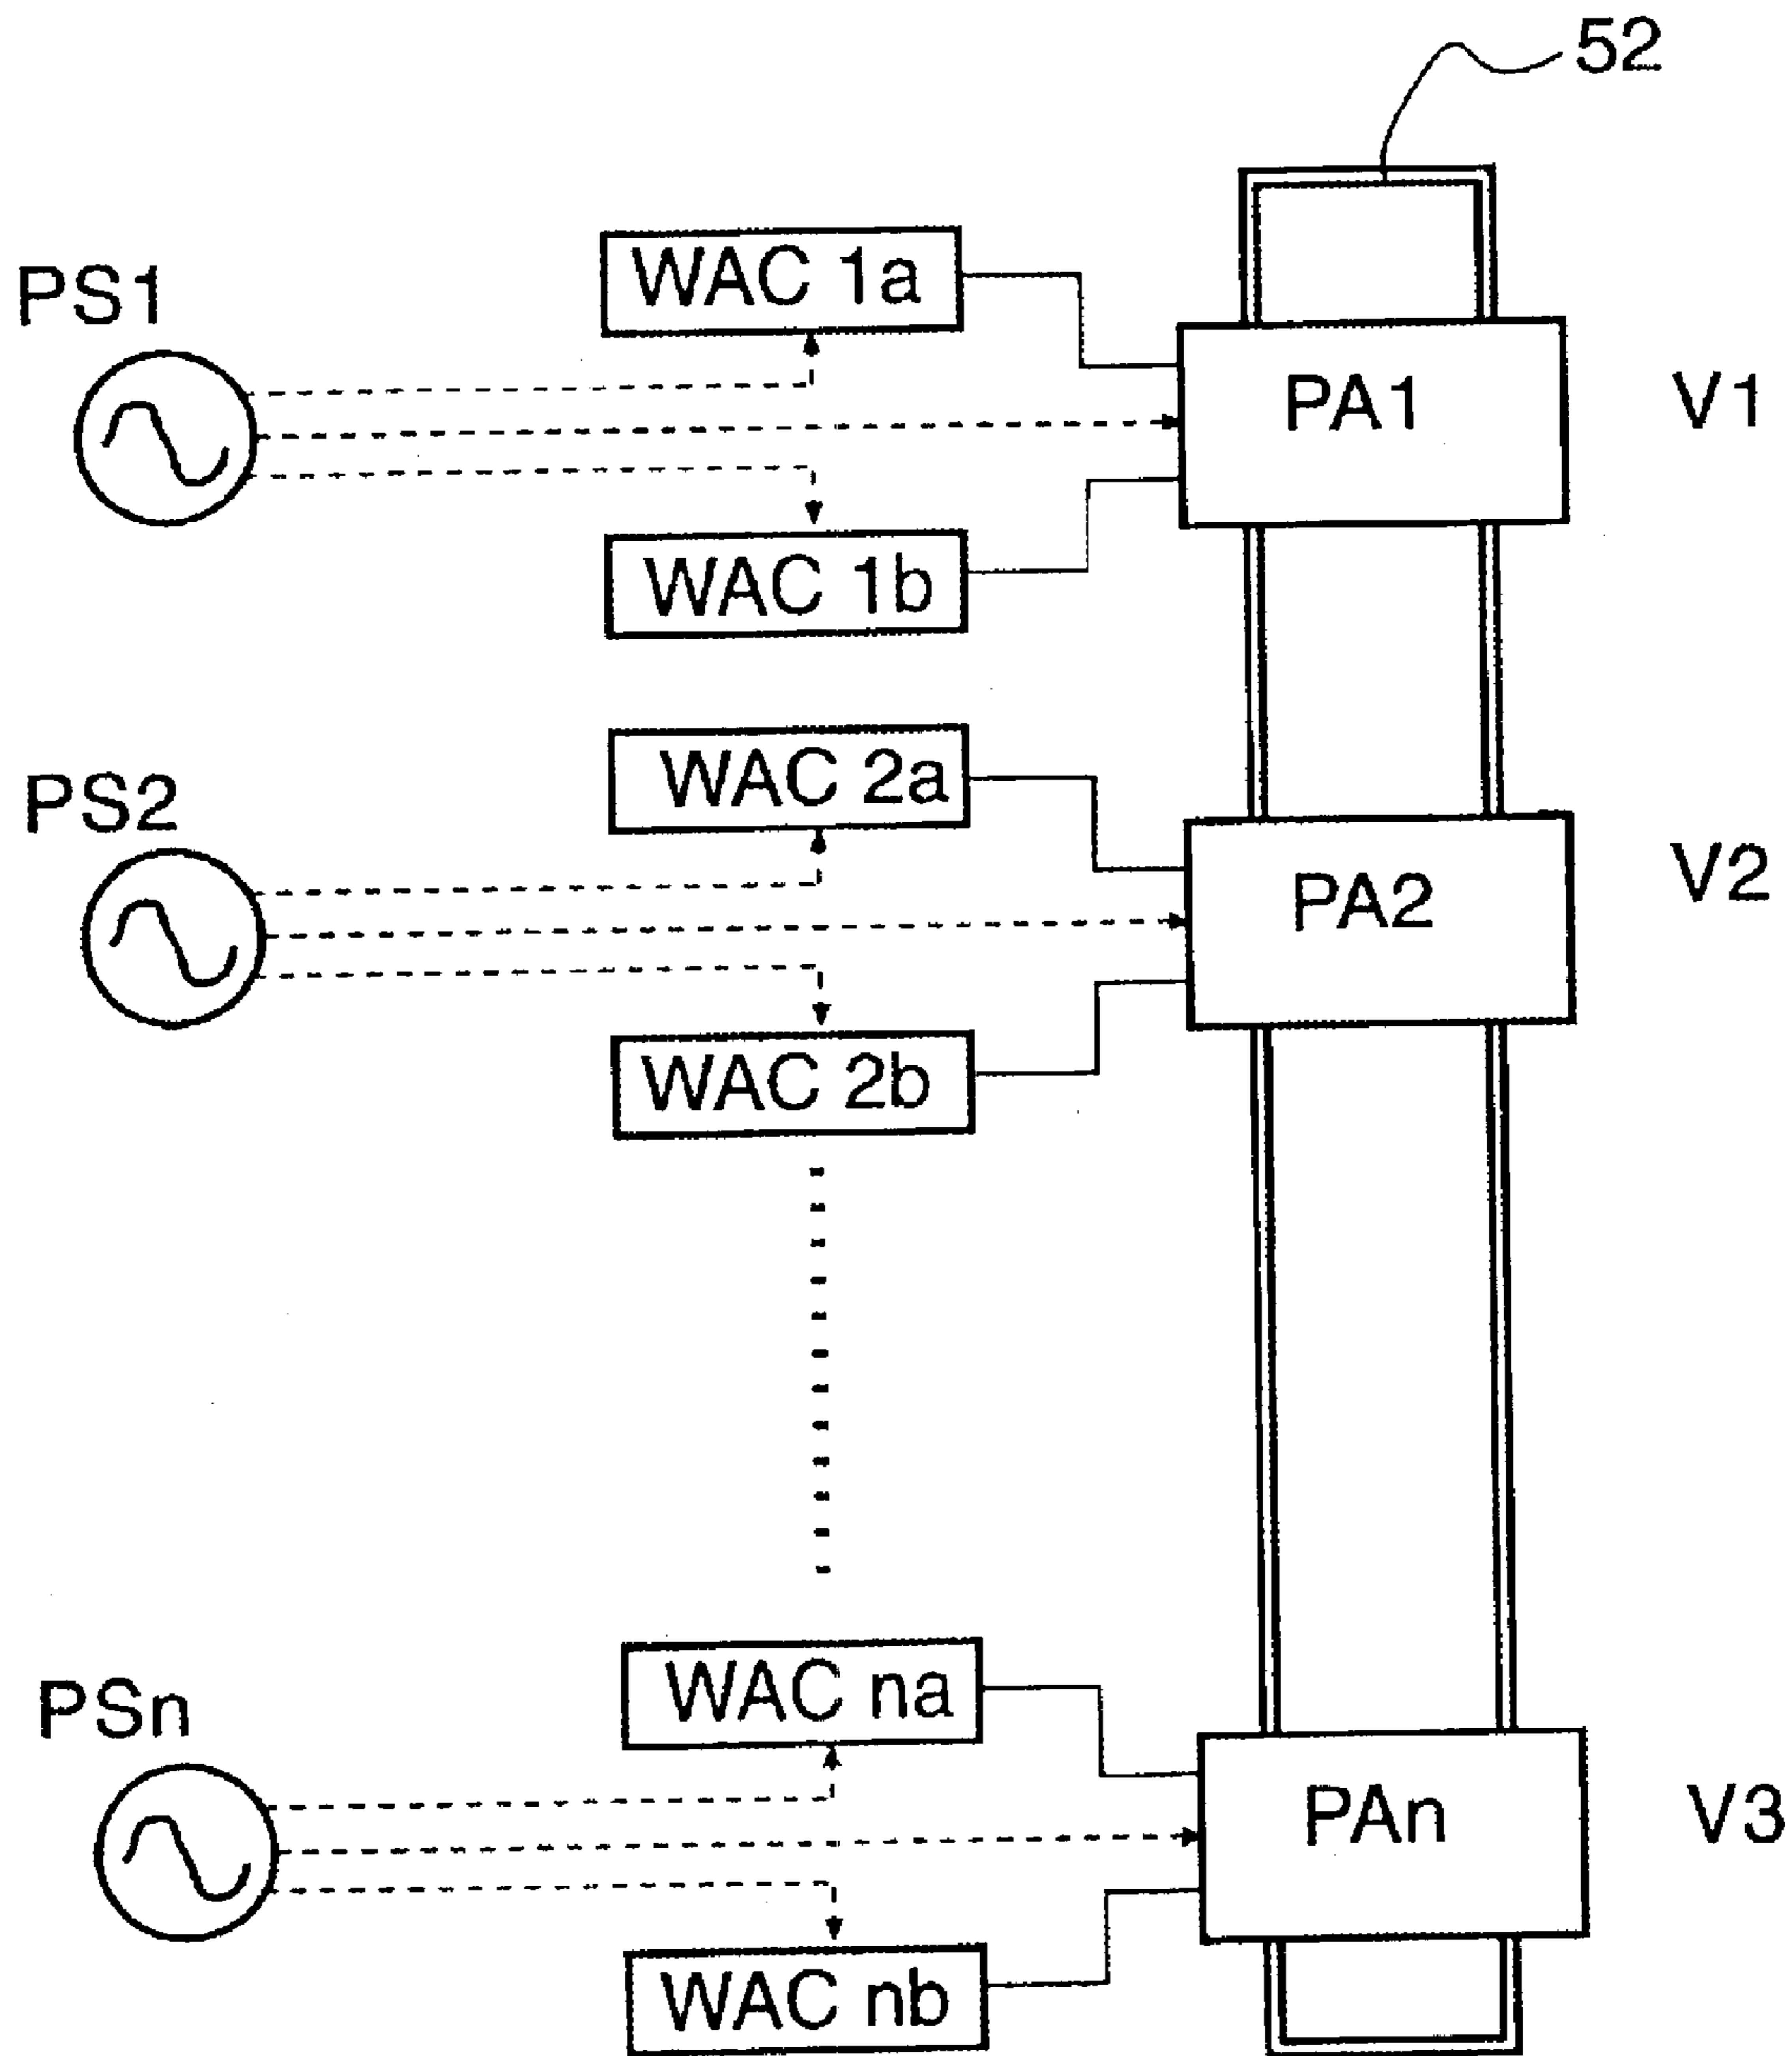 52
WAC 1a
PS1
PA1
V1
WAC 1b
WAC 2a
PS2
PA2
V2
WAC 2b
WAC na
PSn
PAn
V3
WAC nb